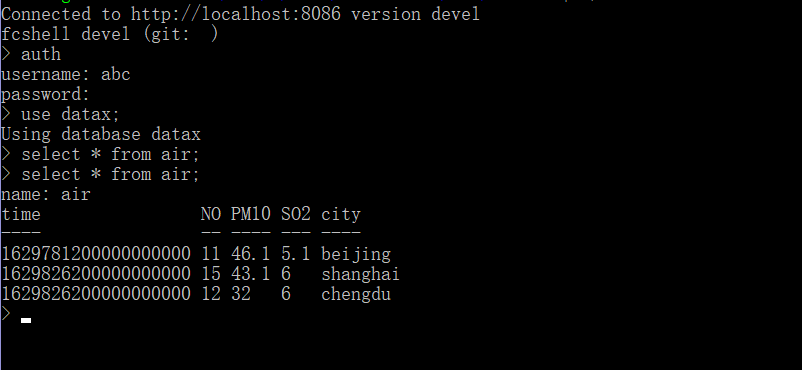 Connected to http://localhost:8086 version devel
fcshell devel (git:  )
> auth
username: abc
password:
> use datax;
Using database datax
> select * from air;
> select * from air;
name: air
time                NO PM10 SO2 city
----                -- ---- --- ----
1629781200000000000 11 46.1 5.1 beijing
1629826200000000000 15 43.1 6   shanghai
1629826200000000000 12 32   6   chengdu
>